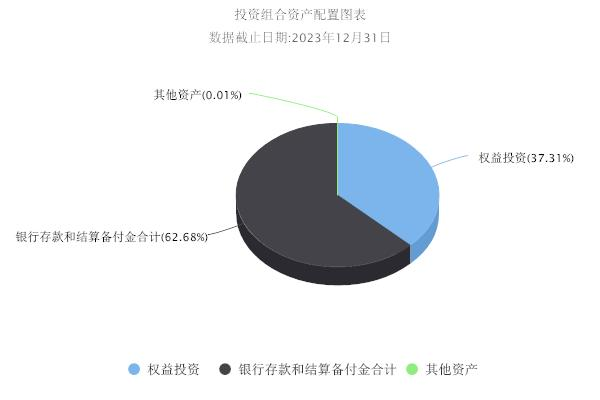 投资组合资产配置图表
数据截止日期:2023年12月31日
其他资产(0.01%)
权益投资(37.31%)
银行存款和结算备付金合计(62.68%)
权益投资 银行存款和结算备付金合计 其他资产